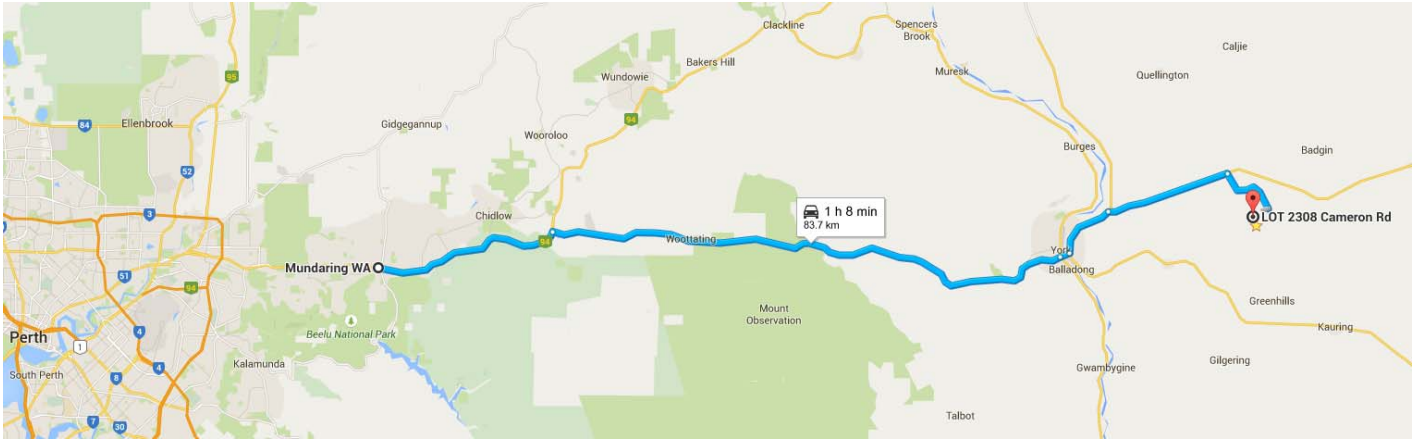 Clackline
Spencers
Brook
Caljie
95
Wundowie
Bakers Hill
Muresk
Quellington
84
Ellenbrook
Gidgegannup
94
Wooroloo
Burges
Badgin
52
3
Chidlow
1 h 8 min
83.7 km
LOT 2308 Cameron Rd
94
Woottating
York
Balladong
Mundaring WA
51
94
Greenhills
Mount
Observation
Kauring
Perth
1
4
Beelu National Park
Kalamunda
4
Gilgering
South Perth
8
Gwambygine
Talbot
7
30